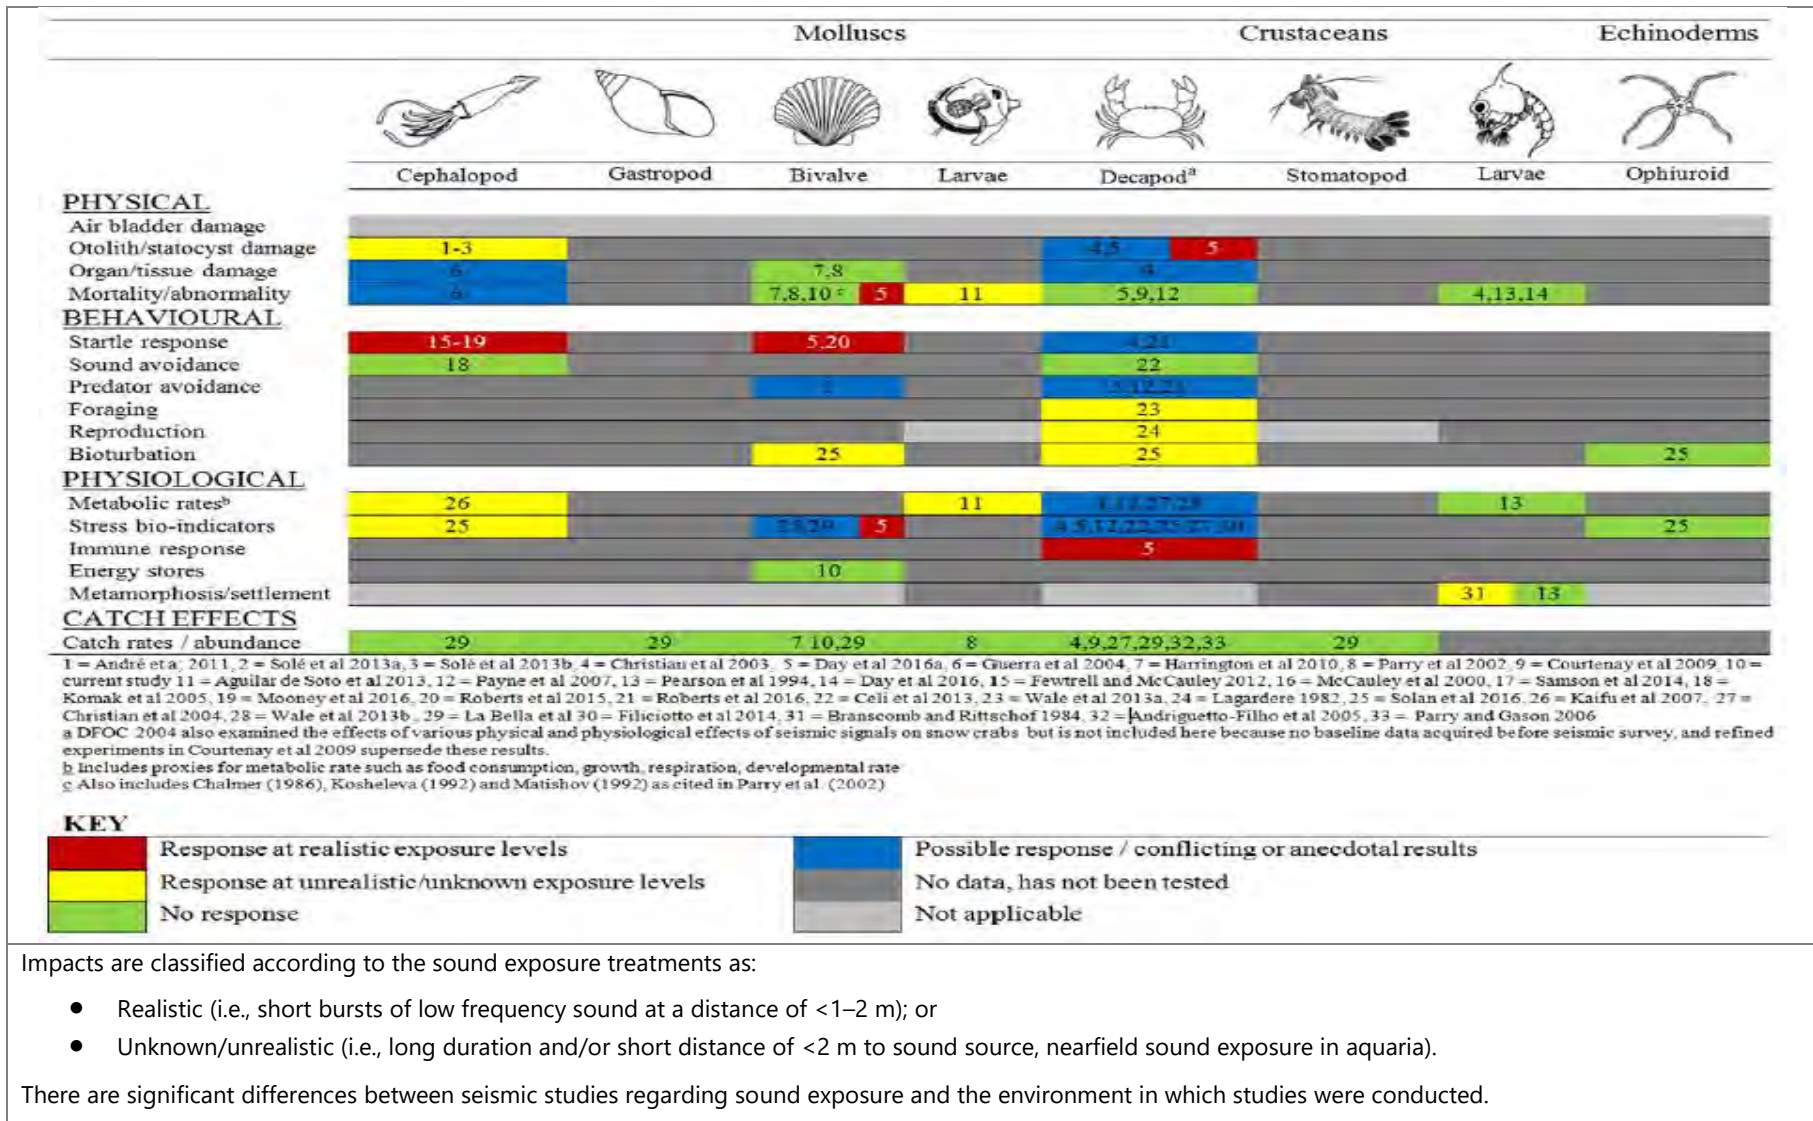 Molluscs Crustaceans Echinoderms
Cephalopod Gastropod Bivalve Larvae Decapodᵃ Stomatopod Larvae Ophiuroid
PHYSICAL
Air bladder damage
Otolith/statocyst damage 1-3 4,5 5
Organ/tissue damage 6 7,8 4
Mortality/abnormality 6 7,8,10 ᶜ 5 11 5,9,12 4,13,14
BEHAVIOURAL
Startle response 15-19 5,20 4,21
Sound avoidance 18 22
Predator avoidance
Foraging 23
Reproduction 24
Bioturbation 25 25 25
PHYSIOLOGICAL
Metabolic ratesᵇ 26 11 13
Stress bio-indicators 25 5 25
Immune response 5
Energy stores 10
Metamorphosis/settlement 31 13
CATCH EFFECTS
Catch rates / abundance 29 29 7 10,29 8 4,9,27,29,32,33 29
1 = André et a; 2011, 2 = Solé et al 2013a, 3 = Solé et al 2013b, 4 = Christian et al 2003, 5 = Day et al 2016a, 6 = Guerra et al 2004, 7 = Harrington et al 2010, 8 = Parry et al 2002, 9 = Courtenay et al 2009, 10 =
current study 11 = Aguilar de Soto et al 2013, 12 = Payne et al 2007, 13 = Pearson et al 1994, 14 = Day et al 2016, 15 = Fewtrell and McCauley 2012, 16 = McCauley et al 2000, 17 = Samson et al 2014, 18 =
Komak et al 2005, 19 = Mooney et al 2016, 20 = Roberts et al 2015, 21 = Roberts et al 2016, 22 = Celi et al 2013, 23 = Wale et al 2013a, 24 = Lagardere 1982, 25 = Solan et al 2016, 26 = Kaifu et al 2007, 27 =
Christian et al 2004, 28 = Wale et al 2013b, 29 = La Bella et al 30 = Filiciotto et al 2014, 31 = Branscomb and Rittschof 1984, 32 = Andriguetto-Filho et al 2005, 33 = Parry and Gason 2006
a DFOC 2004 also examined the effects of various physical and physiological effects of seismic signals on snow crabs but is not included here because no baseline data acquired before seismic survey, and refined
experiments in Courtenay et al 2009 supersede these results.
b Includes proxies for metabolic rate such as food consumption, growth, respiration, developmental rate
c Also includes Chalmer (1986), Kosheleva (1992) and Matishov (1992) as cited in Parry et al. (2002)
KEY
Response at realistic exposure levels Possible response / conflicting or anecdotal results
Response at unrealistic/unknown exposure levels No data, has not been tested
No response Not applicable
Impacts are classified according to the sound exposure treatments as:
● Realistic (i.e., short bursts of low frequency sound at a distance of <1–2 m); or
● Unknown/unrealistic (i.e., long duration and/or short distance of <2 m to sound source, nearfield sound exposure in aquaria).
There are significant differences between seismic studies regarding sound exposure and the environment in which studies were conducted.